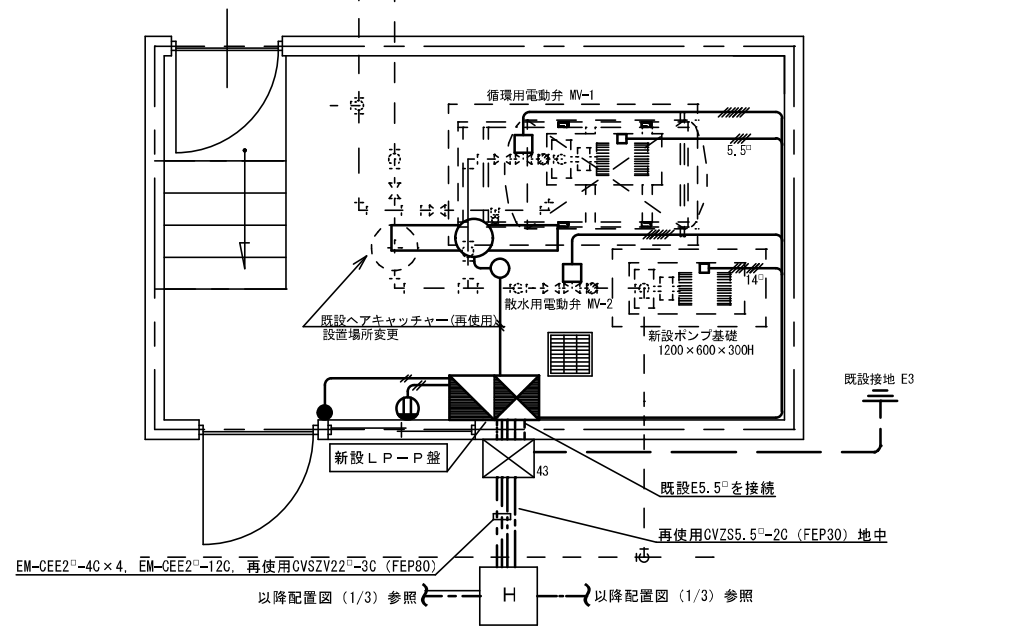 循環用電動弁 MV-1
5.5□
14□
散水用電動弁 MV-2
既設ヘアキャッチャー(再使用)
設置場所変更
新設ポンプ基礎
1200×600×300H
既設接地 E3
新設LP-P盤
43
既設E5.5□を接続
再使用CVZS5.5□-2C (FEP30) 地中
EM-CEE2□-4C×4, EM-CEE2□-12C, 再使用CVSZV22□-3C (FEP80)
以降配置図 (1/3) 参照
H
以降配置図 (1/3) 参照